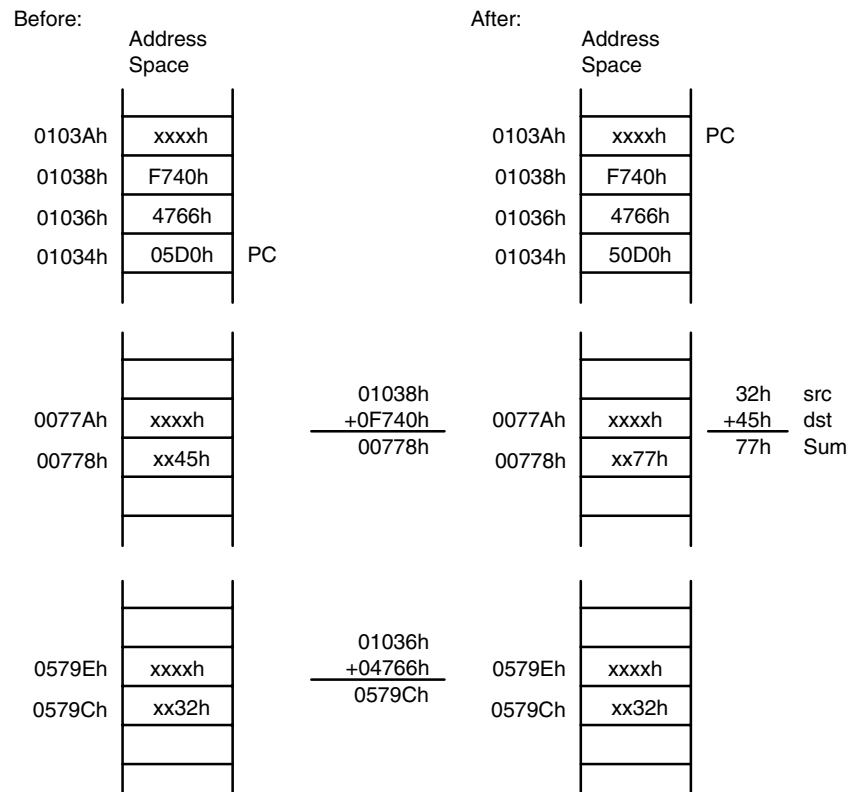 Before:
Address
Space
0103Ah xxxxh
01038h F740h
01036h 4766h
01034h 05D0h PC
After:
Address
Space
0103Ah xxxxh PC
01038h F740h
01036h 4766h
01034h 50D0h
0077Ah xxxxh
00778h xx45h
01038h
+0F740h
00778h
0077Ah xxxxh
00778h xx77h
32h src
+45h dst
77h Sum
0579Eh xxxxh
0579Ch xx32h
01036h
+04766h
0579Ch
0579Eh xxxxh
0579Ch xx32h